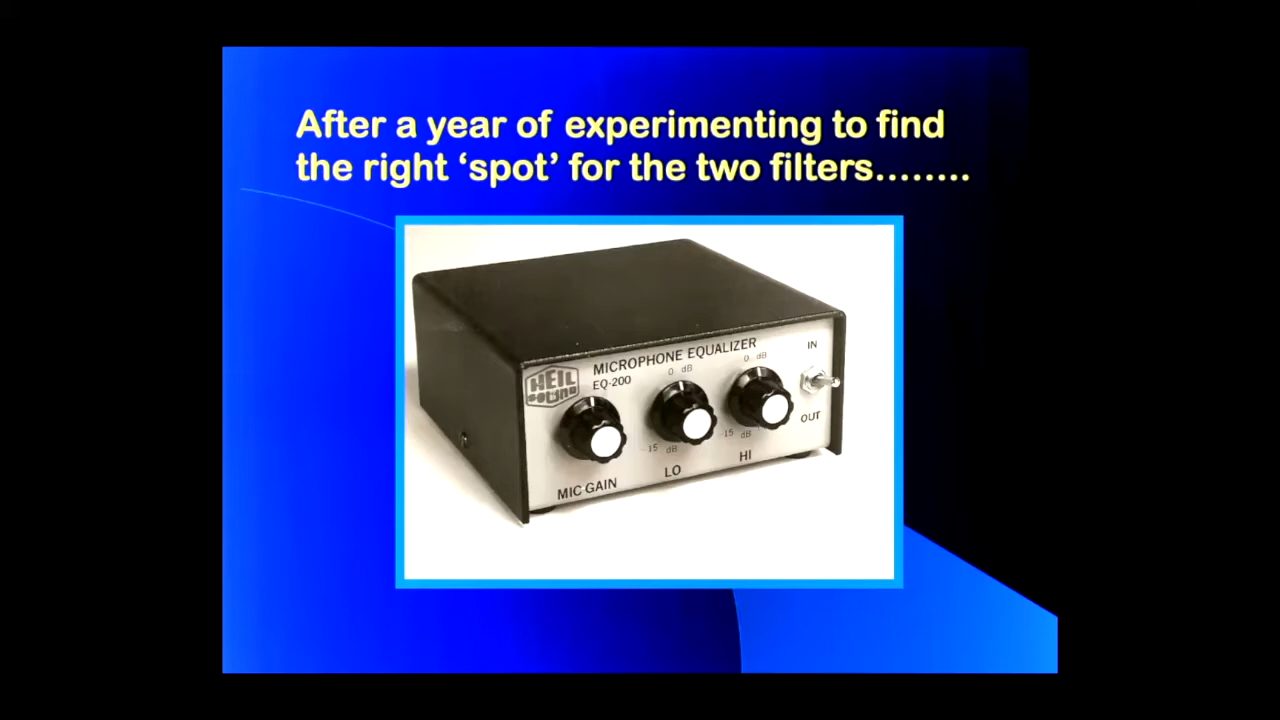 After a year of experimenting to find
the right ‘spot’ for the two filters........
HEIL
SOUND
MICROPHONE EQUALIZER
EQ-200
0 dB
0 dB
IN
OUT
-15 dB
-15 dB
MIC GAIN
LO
HI